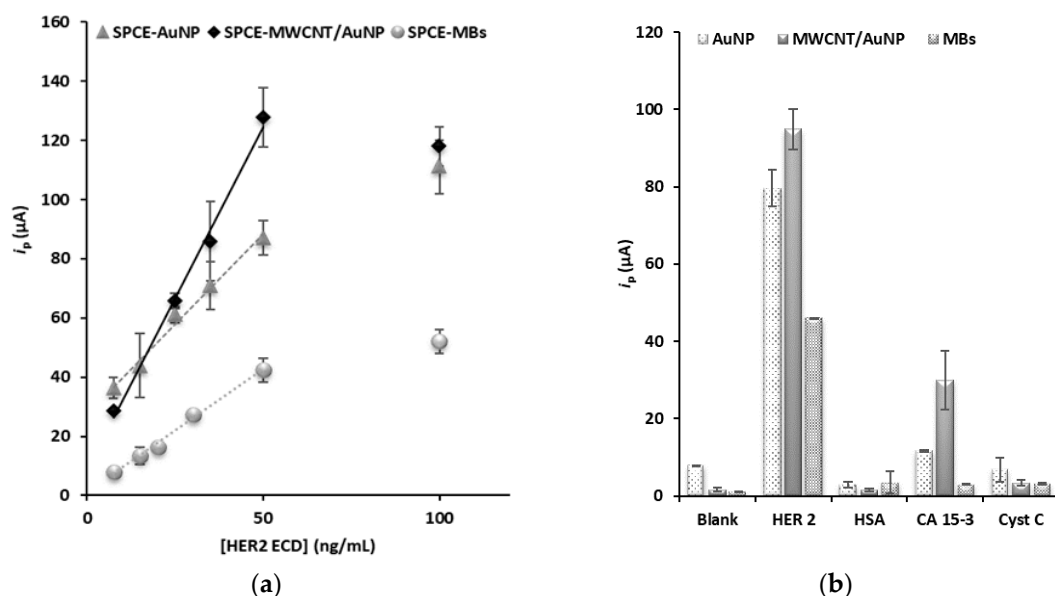 SPCE-AuNP SPCE-MWCNT/AuNP SPCE-MBs
160
140
120
100
80
60
40
20
0
iₚ (µA)
0 50 100
[HER2 ECD] (ng/mL)
(a)
AuNP MWCNT/AuNP MBs
120
100
80
60
40
20
0
iₚ (µA)
Blank HER 2 HSA CA 15-3 Cyst C
(b)